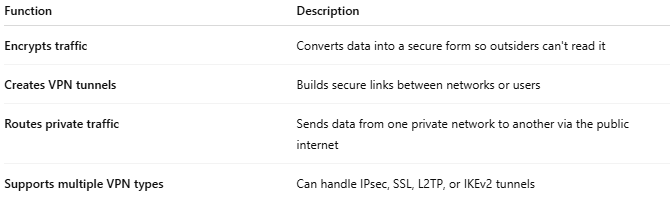 Function Description
Encrypts traffic Converts data into a secure form so outsiders can't read it
Creates VPN tunnels Builds secure links between networks or users
Routes private traffic Sends data from one private network to another via the public
internet
Supports multiple VPN types Can handle IPsec, SSL, L2TP, or IKEv2 tunnels